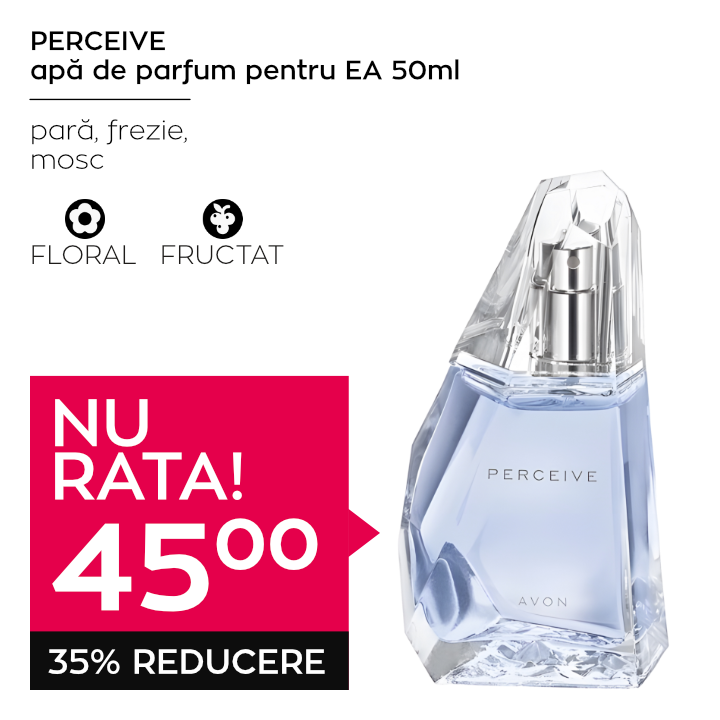 PERCEIVE
apă de parfum pentru EA 50ml
pară, frezie,
mosc
FLORAL FRUCTAT
NU
RATA!
45⁰⁰
35% REDUCERE
PERCEIVE
AVON